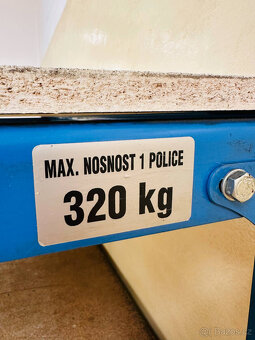 MAX. NOSNOST 1 POLICE
320 kg